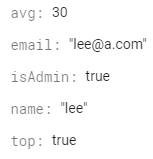 avg: 30
email: "lee@a.com"
isAdmin: true
name: "lee"
top: true